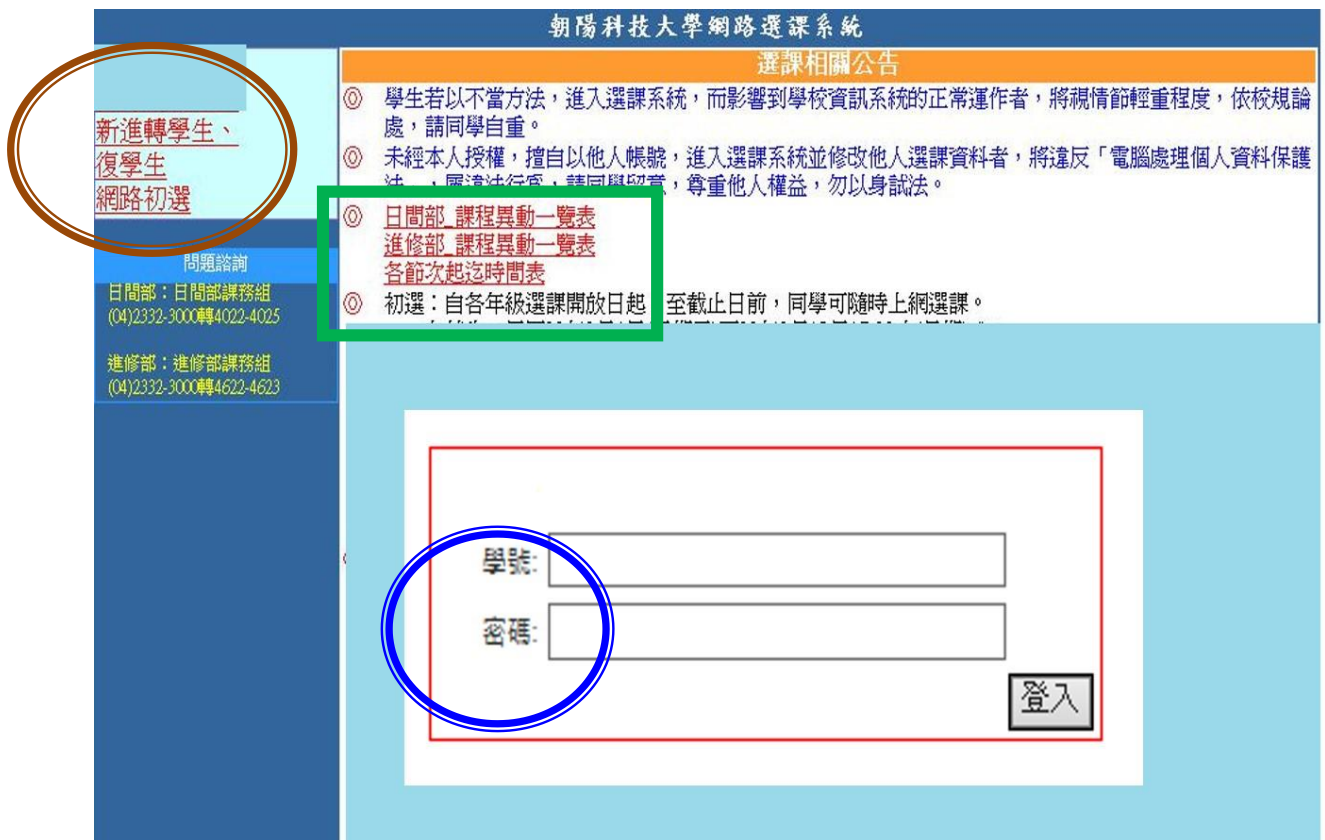 朝陽科技大學網路選課系統
新進轉學生、
復學生
網路初選
問題諮詢
日間部：日間部課務組
(04)2332-3000轉4022-4025
進修部：進修部課務組
(04)2332-3000轉4622-4623
選課相關公告
◎ 學生若以不當方法，進入選課系統，而影響到學校資訊系統的正常運作者，將視情節輕重程度，依校規論
處，請同學自重。
◎ 未經本人授權，擅自以他人帳號，進入選課系統並修改他人選課資料者，將違反「電腦處理個人資料保護
法」，屬違法行為，請同學留意，尊重他人權益，勿以身試法。
◎ 日間部_課程異動一覽表
進修部_課程異動一覽表
各節次起迄時間表
◎ 初選：自各年級選課開放日起 至截止日前，同學可隨時上網選課。
學號:
密碼:
登入